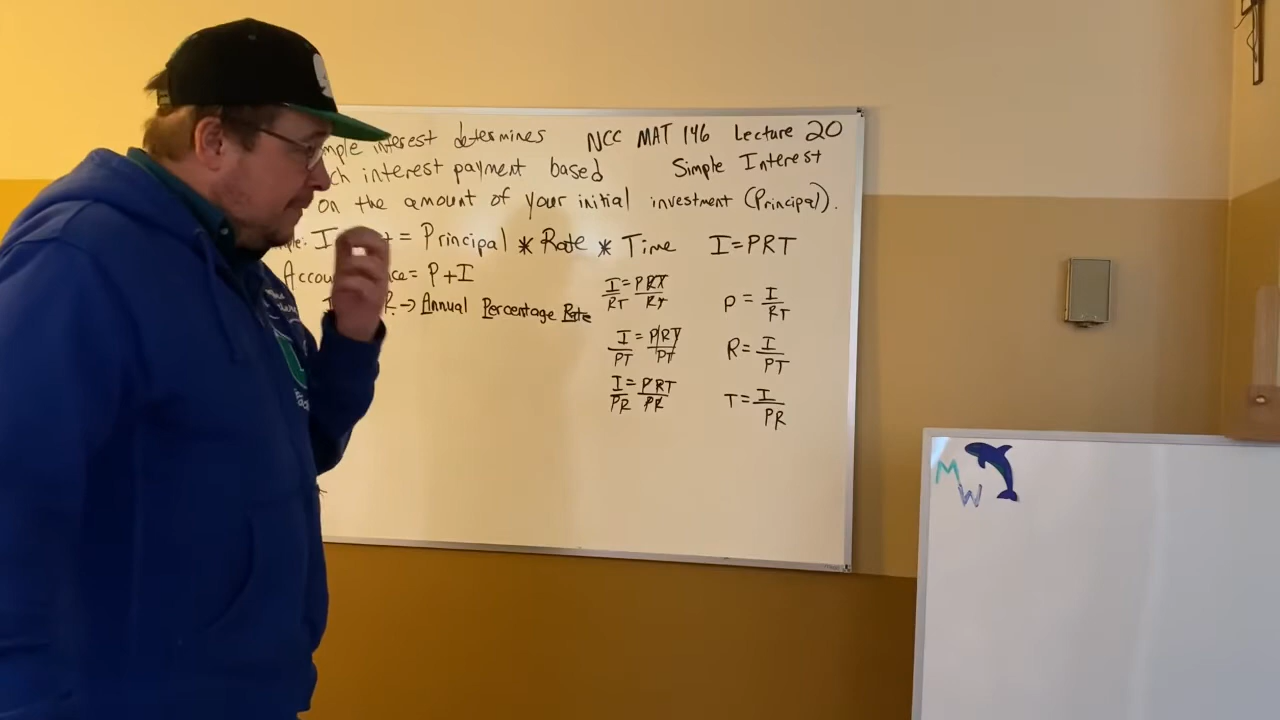 interest determines NCC MAT 146 Lecture 20
interest payment based Simple Interest
on the amount of your initial investment (Principal).
= Principal * Rate * Time I=PRT
= P+I
→ Annual Percentage Rate
I/RT = PRT/RT P = I/RT
I/PT = PRT/PT R = I/PT
I/PR = PRT/PR T = I/PR
MW